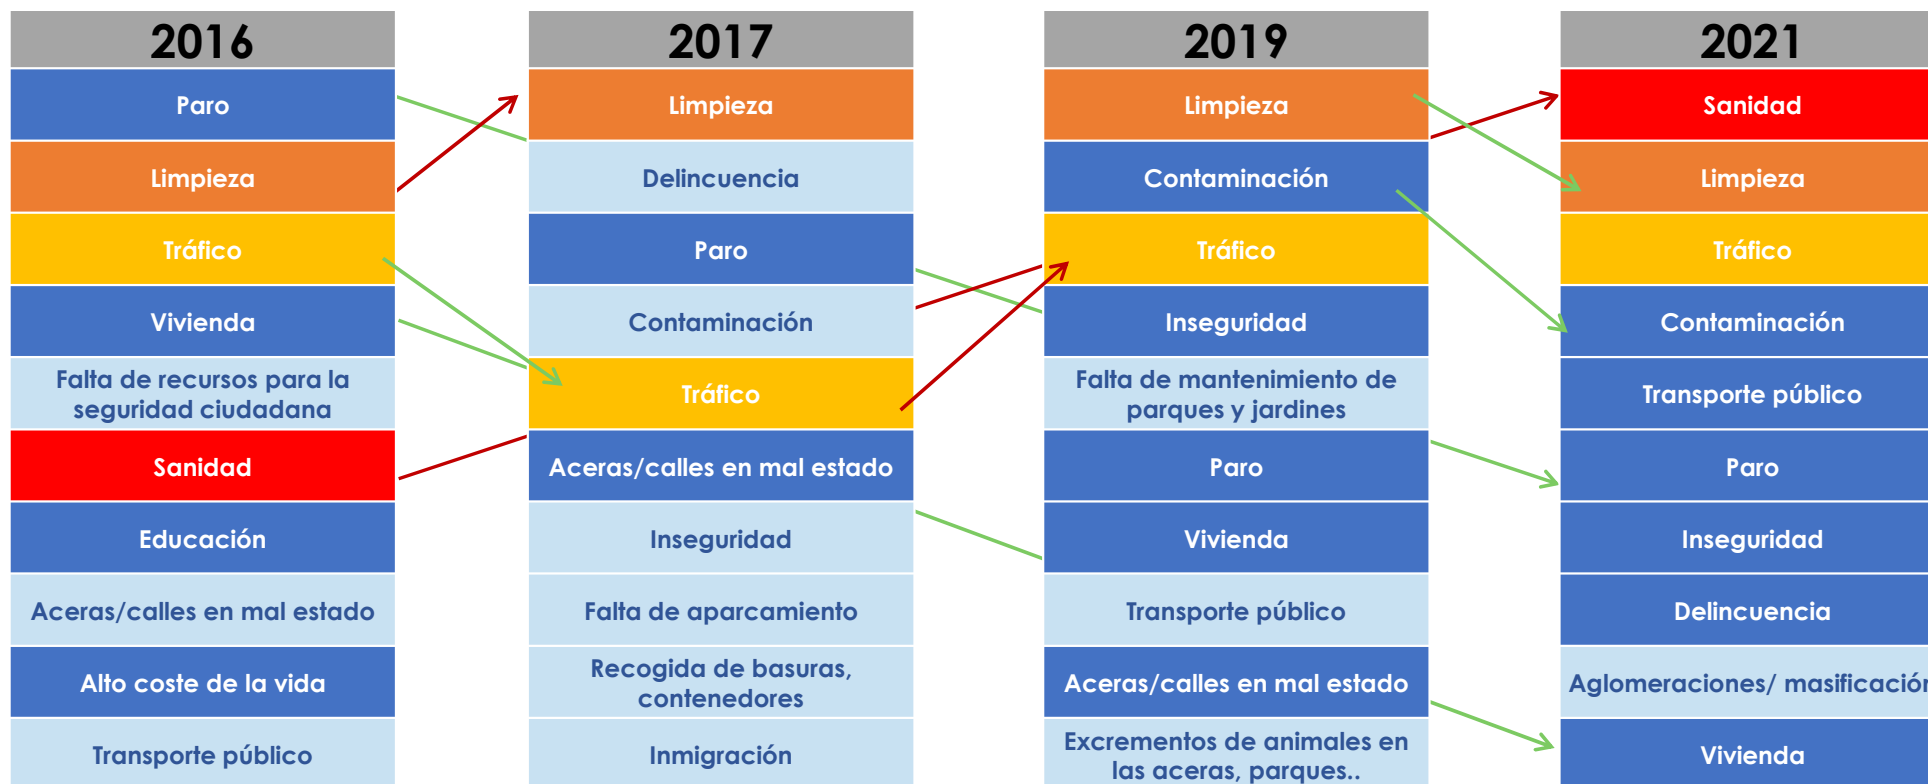 2016
Paro
Limpieza
Tráfico
Vivienda
Falta de recursos para la
seguridad ciudadana
Sanidad
Educación
Aceras/calles en mal estado
Alto coste de la vida
Transporte público
2017
Limpieza
Delincuencia
Paro
Contaminación
Tráfico
Aceras/calles en mal estado
Inseguridad
Falta de aparcamiento
Recogida de basuras,
contenedores
Inmigración
2019
Limpieza
Contaminación
Tráfico
Inseguridad
Falta de mantenimiento de
parques y jardines
Paro
Vivienda
Transporte público
Aceras/calles en mal estado
Excrementos de animales en
las aceras, parques..
2021
Sanidad
Limpieza
Tráfico
Contaminación
Transporte público
Paro
Inseguridad
Delincuencia
Aglomeraciones/ masificación
Vivienda